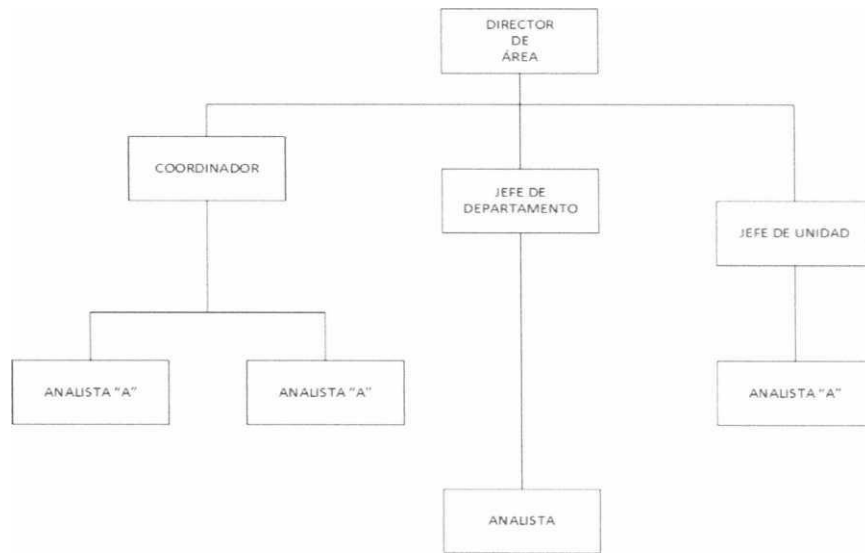 DIRECTOR
DE
ÁREA
COORDINADOR
JEFE DE
DEPARTAMENTO
JEFE DE UNIDAD
ANALISTA "A"
ANALISTA "A"
ANALISTA "A"
ANALISTA